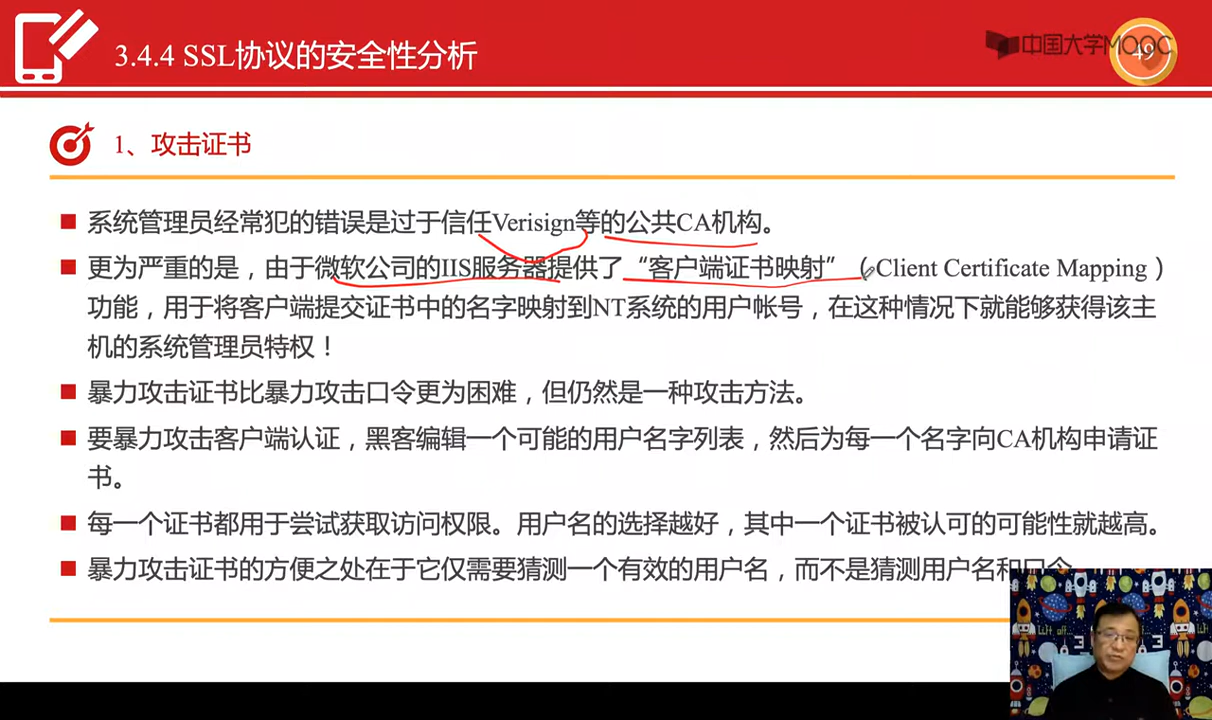 3.4.4 SSL协议的安全性分析
中国大学MOOC
49
1、攻击证书
系统管理员经常犯的错误是过于信任Verisign等的公共CA机构。
更为严重的是，由于微软公司的IIS服务器提供了“客户端证书映射”（Client Certificate Mapping）
功能，用于将客户端提交证书中的名字映射到NT系统的用户帐号，在这种情况下就能够获得该主
机的系统管理员特权！
暴力攻击证书比暴力攻击口令更为困难，但仍然是一种攻击方法。
要暴力攻击客户端认证，黑客编辑一个可能的用户名字列表，然后为每一个名字向CA机构申请证
书。
每一个证书都用于尝试获取访问权限。用户名的选择越好，其中一个证书被认可的可能性就越高。
暴力攻击证书的方便之处在于它仅需要猜测一个有效的用户名，而不是猜测用户名和口令